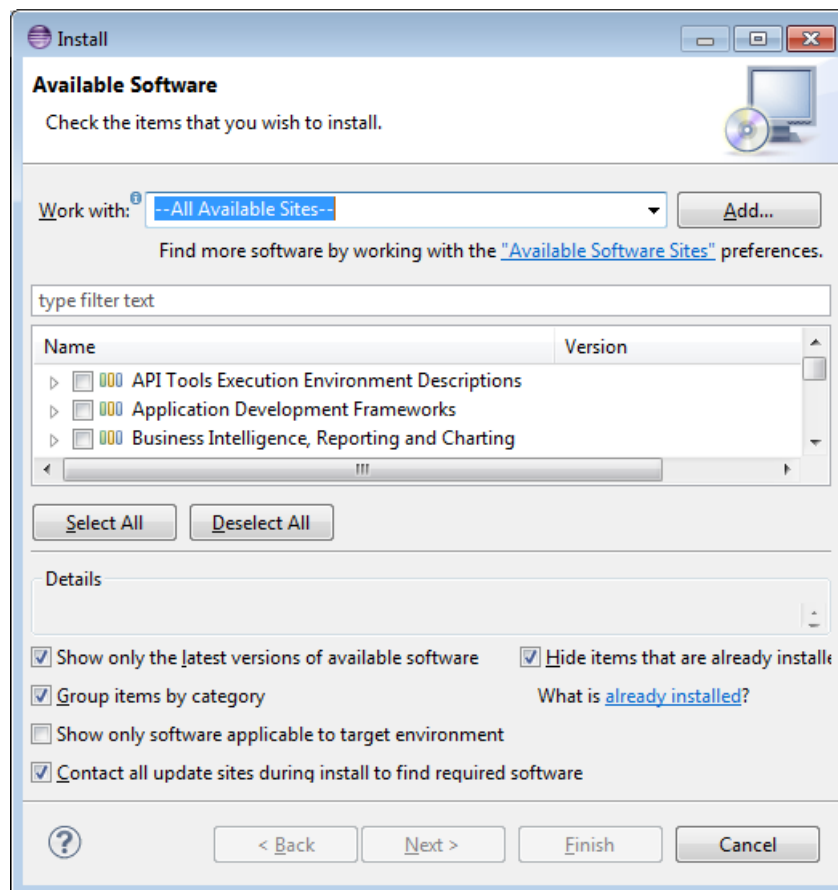 Install
Available Software
Check the items that you wish to install.
Work with: --All Available Sites-- Add...
Find more software by working with the "Available Software Sites" preferences.
type filter text
Name Version
API Tools Execution Environment Descriptions
Application Development Frameworks
Business Intelligence, Reporting and Charting
Select All Deselect All
Details
Show only the latest versions of available software Hide items that are already installe
Group items by category What is already installed?
Show only software applicable to target environment
Contact all update sites during install to find required software
? < Back Next > Finish Cancel